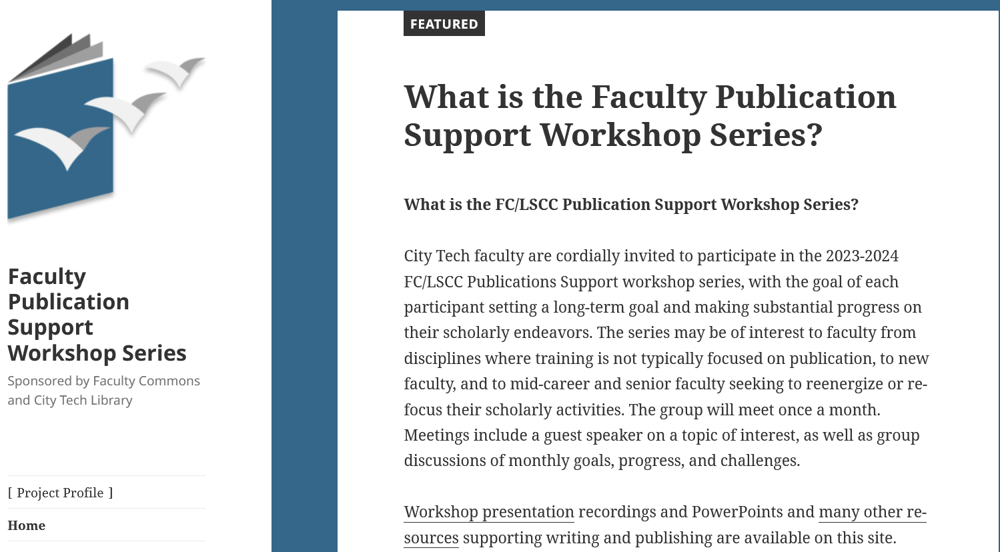 Faculty
Publication
Support
Workshop Series
Sponsored by Faculty Commons
and City Tech Library
[ Project Profile ]
Home
FEATURED
What is the Faculty Publication
Support Workshop Series?
What is the FC/LSCC Publication Support Workshop Series?
City Tech faculty are cordially invited to participate in the 2023-2024
FC/LSCC Publications Support workshop series, with the goal of each
participant setting a long-term goal and making substantial progress on
their scholarly endeavors. The series may be of interest to faculty from
disciplines where training is not typically focused on publication, to new
faculty, and to mid-career and senior faculty seeking to reenergize or re-
focus their scholarly activities. The group will meet once a month.
Meetings include a guest speaker on a topic of interest, as well as group
discussions of monthly goals, progress, and challenges.
Workshop presentation recordings and PowerPoints and many other re-
sources supporting writing and publishing are available on this site.